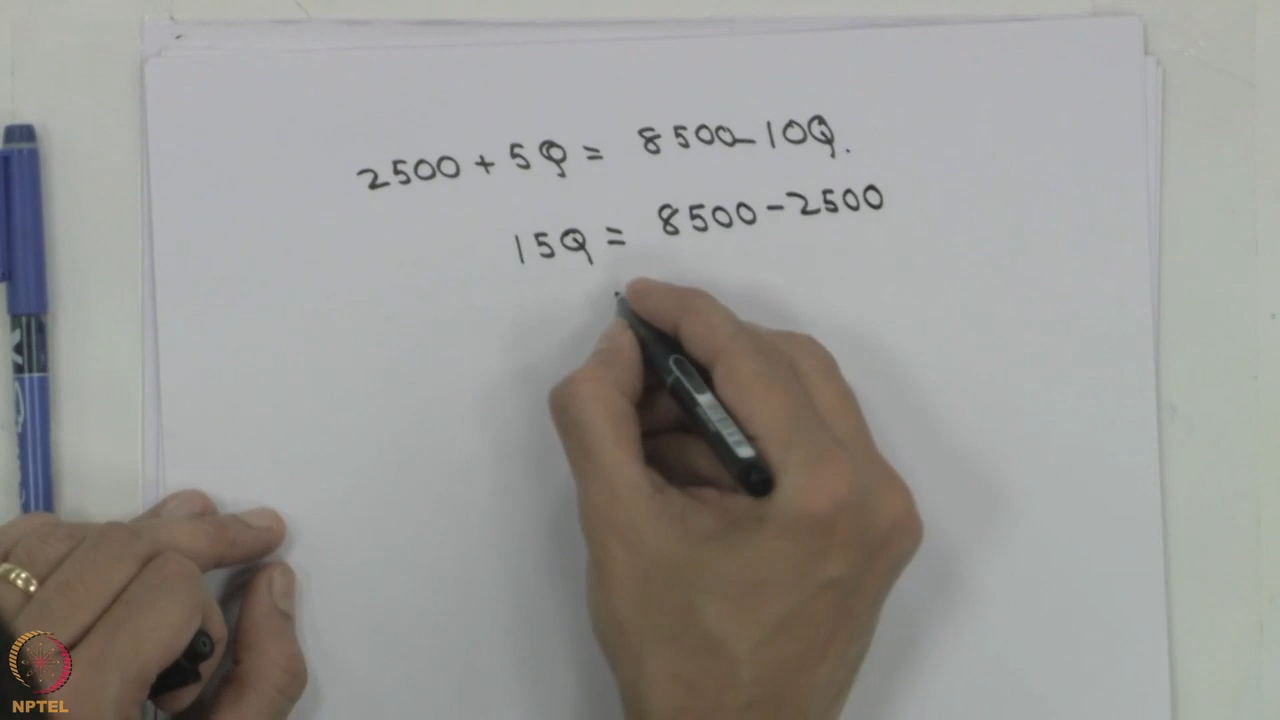 2500 + 5Q = 8500 - 10Q.
15Q = 8500 - 2500
NPTEL